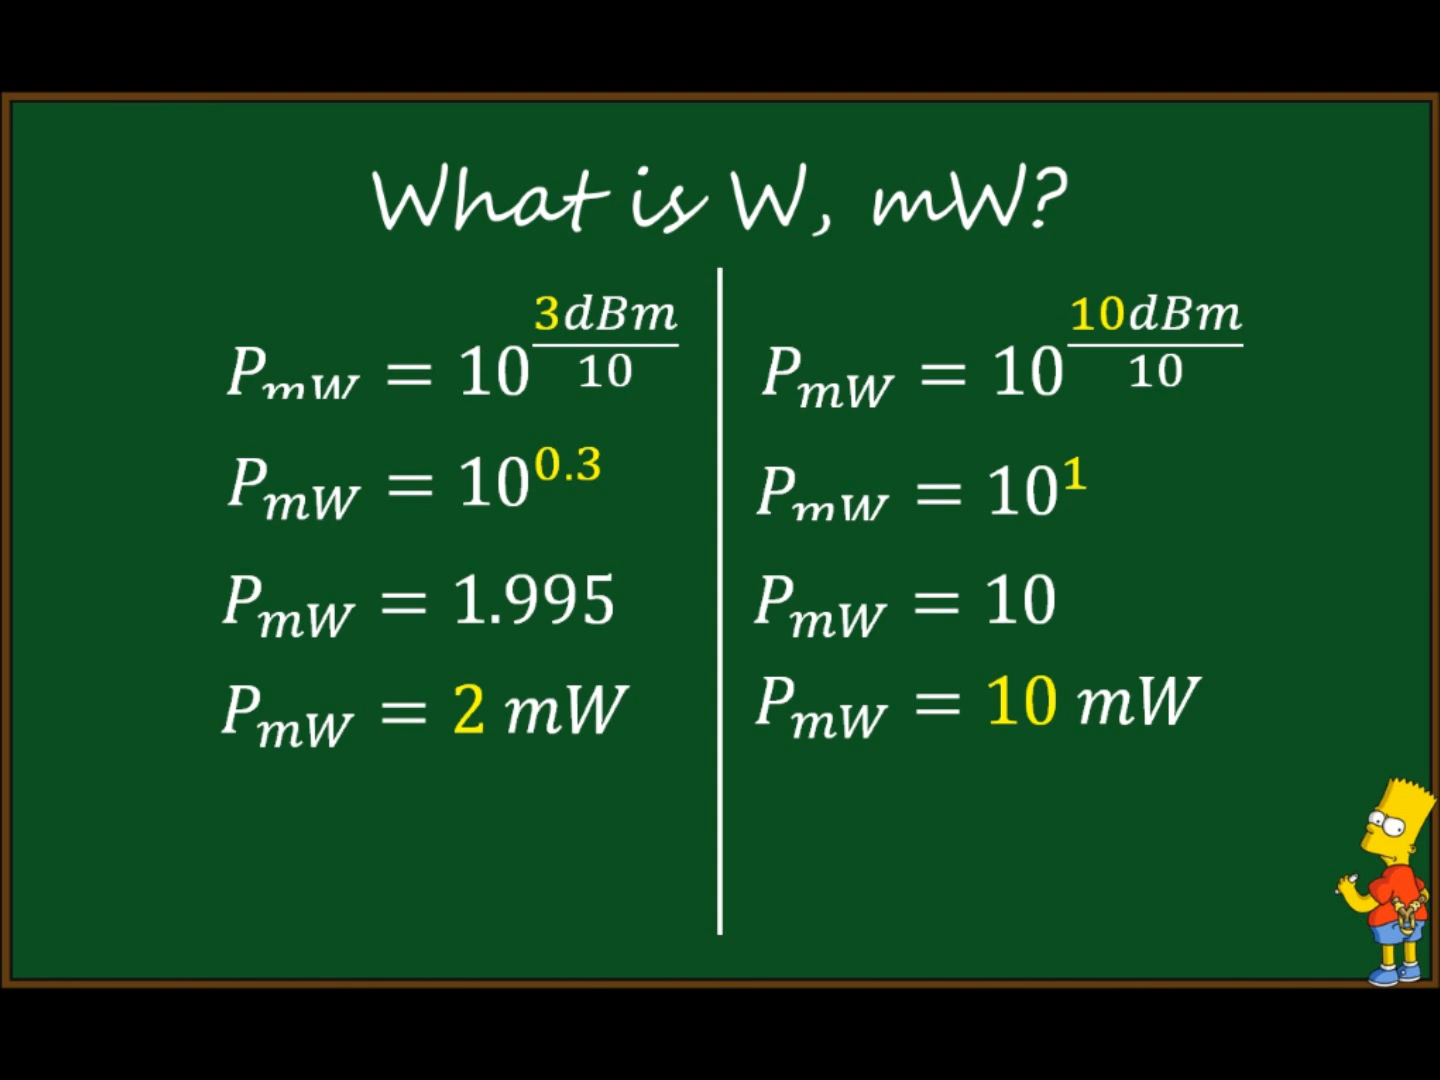 What is W, mW?
P_mW = 10^(3dBm/10)
P_mW = 10^0.3
P_mW = 1.995
P_mW = 2 mW
P_mW = 10^(10dBm/10)
P_mW = 10^1
P_mW = 10
P_mW = 10 mW